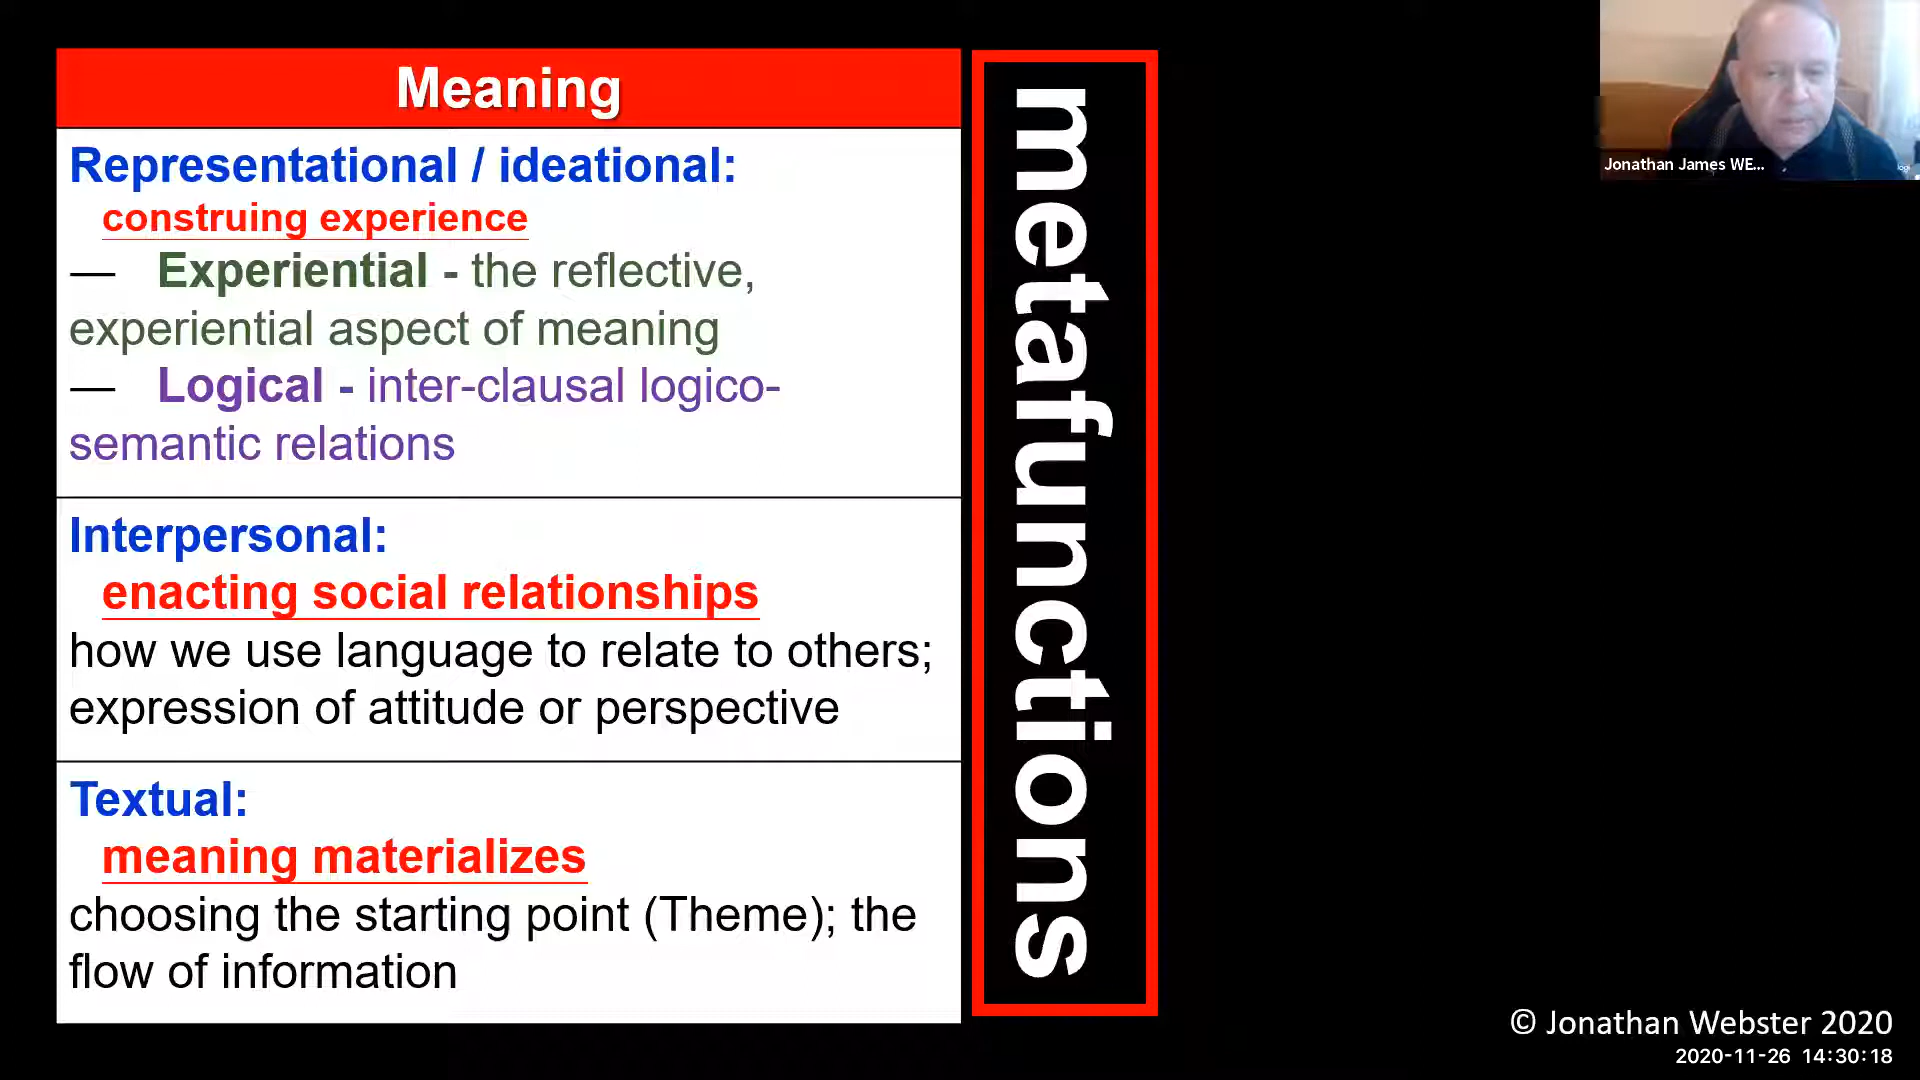 Meaning
Representational / ideational:
construing experience
— Experiential - the reflective,
experiential aspect of meaning
— Logical - inter-clausal logico-
semantic relations
Interpersonal:
enacting social relationships
how we use language to relate to others;
expression of attitude or perspective
Textual:
meaning materializes
choosing the starting point (Theme); the
flow of information
metafunctions
Jonathan James WE...
logi
© Jonathan Webster 2020
2020-11-26 14:30:18